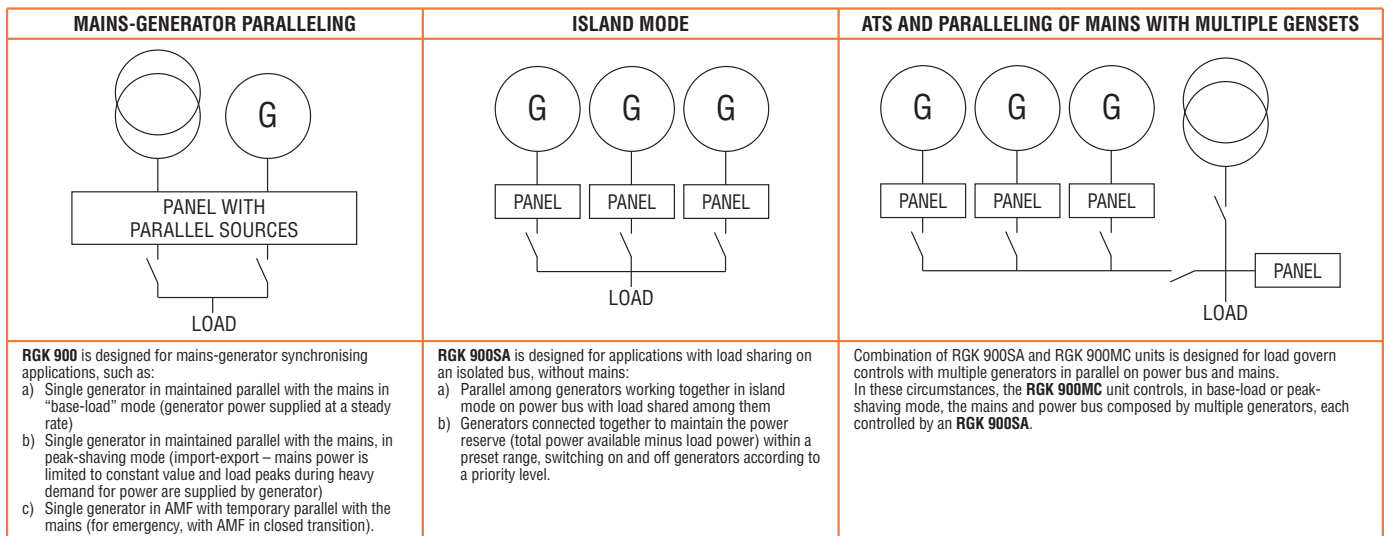 MAINS-GENERATOR PARALLELING
G
PANEL WITH
PARALLEL SOURCES
LOAD
RGK 900 is designed for mains-generator synchronising
applications, such as:
a) Single generator in maintained parallel with the mains in
“base-load” mode (generator power supplied at a steady
rate)
b) Single generator in maintained parallel with the mains, in
peak-shaving mode (import-export – mains power is
limited to constant value and load peaks during heavy
demand for power are supplied by generator)
c) Single generator in AMF with temporary parallel with the
mains (for emergency, with AMF in closed transition).
ISLAND MODE
G G G
PANEL PANEL PANEL
LOAD
RGK 900SA is designed for applications with load sharing on
an isolated bus, without mains:
a) Parallel among generators working together in island
mode on power bus with load shared among them
b) Generators connected together to maintain the power
reserve (total power available minus load power) within a
preset range, switching on and off generators according to
a priority level.
ATS AND PARALLELING OF MAINS WITH MULTIPLE GENSETS
G G G
PANEL PANEL PANEL
PANEL
LOAD
Combination of RGK 900SA and RGK 900MC units is designed for load govern
controls with multiple generators in parallel on power bus and mains.
In these circumstances, the RGK 900MC unit controls, in base-load or peak-
shaving mode, the mains and power bus composed by multiple generators, each
controlled by an RGK 900SA.